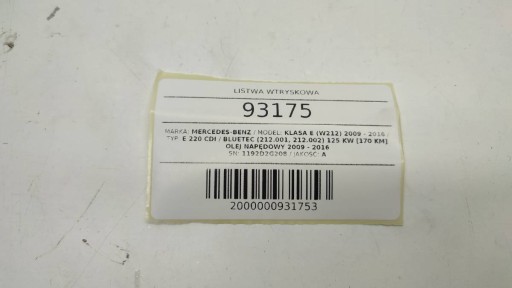 LISTWA WTRYSKOWA
93175
MARKA: MERCEDES-BENZ / MODEL: KLASA E (W212) 2009 - 2016 /
TYP: E 220 CDI / BLUETEC (212.001, 212.002) 125 KW [170 KM]
OLEJ NAPĘDOWY 2009 - 2016
SN: 1192D2G208 / JAKOŚĆ: A
2000000931753